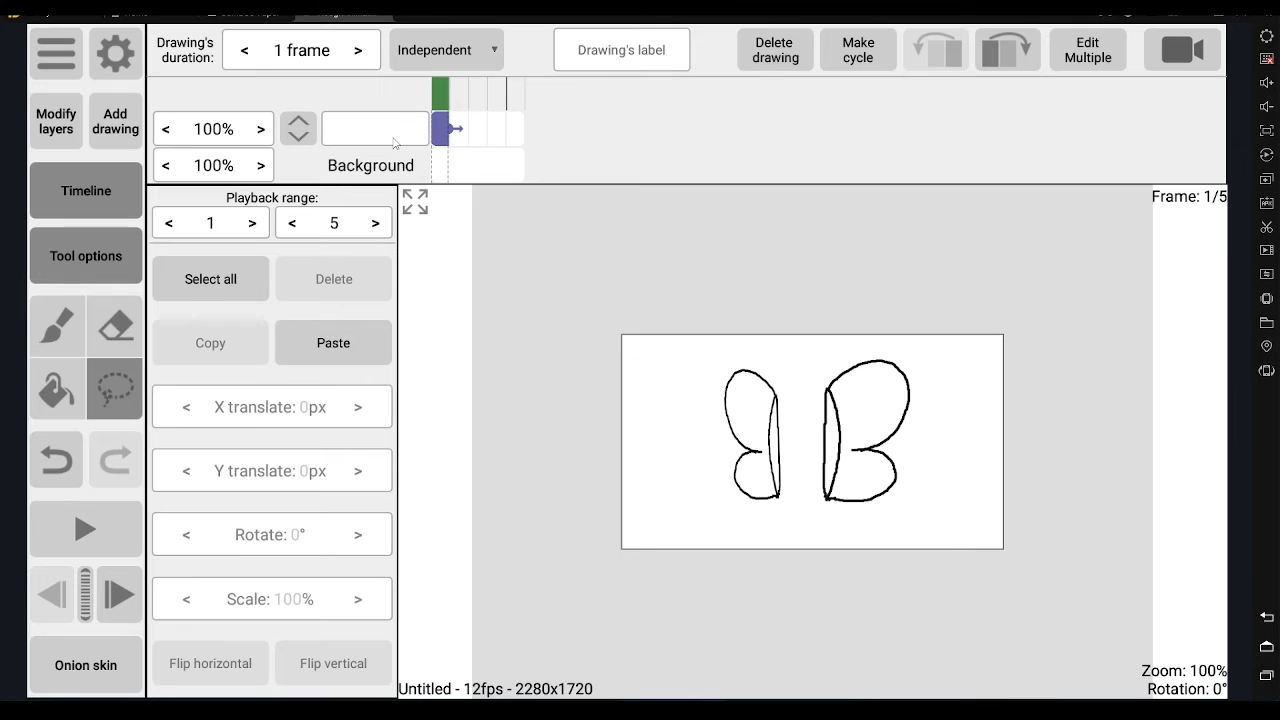 Drawing's duration:
< 1 frame >
Independent
Drawing's label
Delete drawing
Make cycle
Edit Multiple
Modify layers
Add drawing
< 100% >
< 100% >
Background
Timeline
Tool options
Playback range:
< 1 >
< 5 >
Frame: 1/5
Select all
Delete
Copy
Paste
< X translate: 0px >
< Y translate: 0px >
< Rotate: 0° >
< Scale: 100% >
Onion skin
Flip horizontal
Flip vertical
Untitled - 12fps - 2280x1720
Zoom: 100%
Rotation: 0°